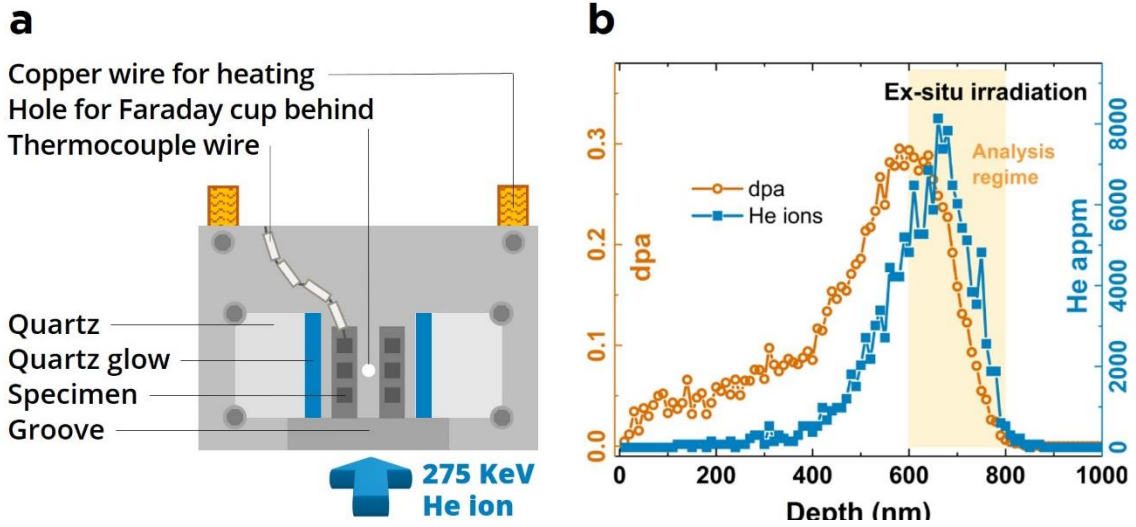 a
Copper wire for heating
Hole for Faraday cup behind
Thermocouple wire
Quartz
Quartz glow
Specimen
Groove
275 KeV
He ion
b
Ex-situ irradiation
Analysis
regime
dpa
He ions
dpa
0.3
0.2
0.1
0.0
He appm
8000
6000
4000
2000
0
0 200 400 600 800 1000
Depth (nm)